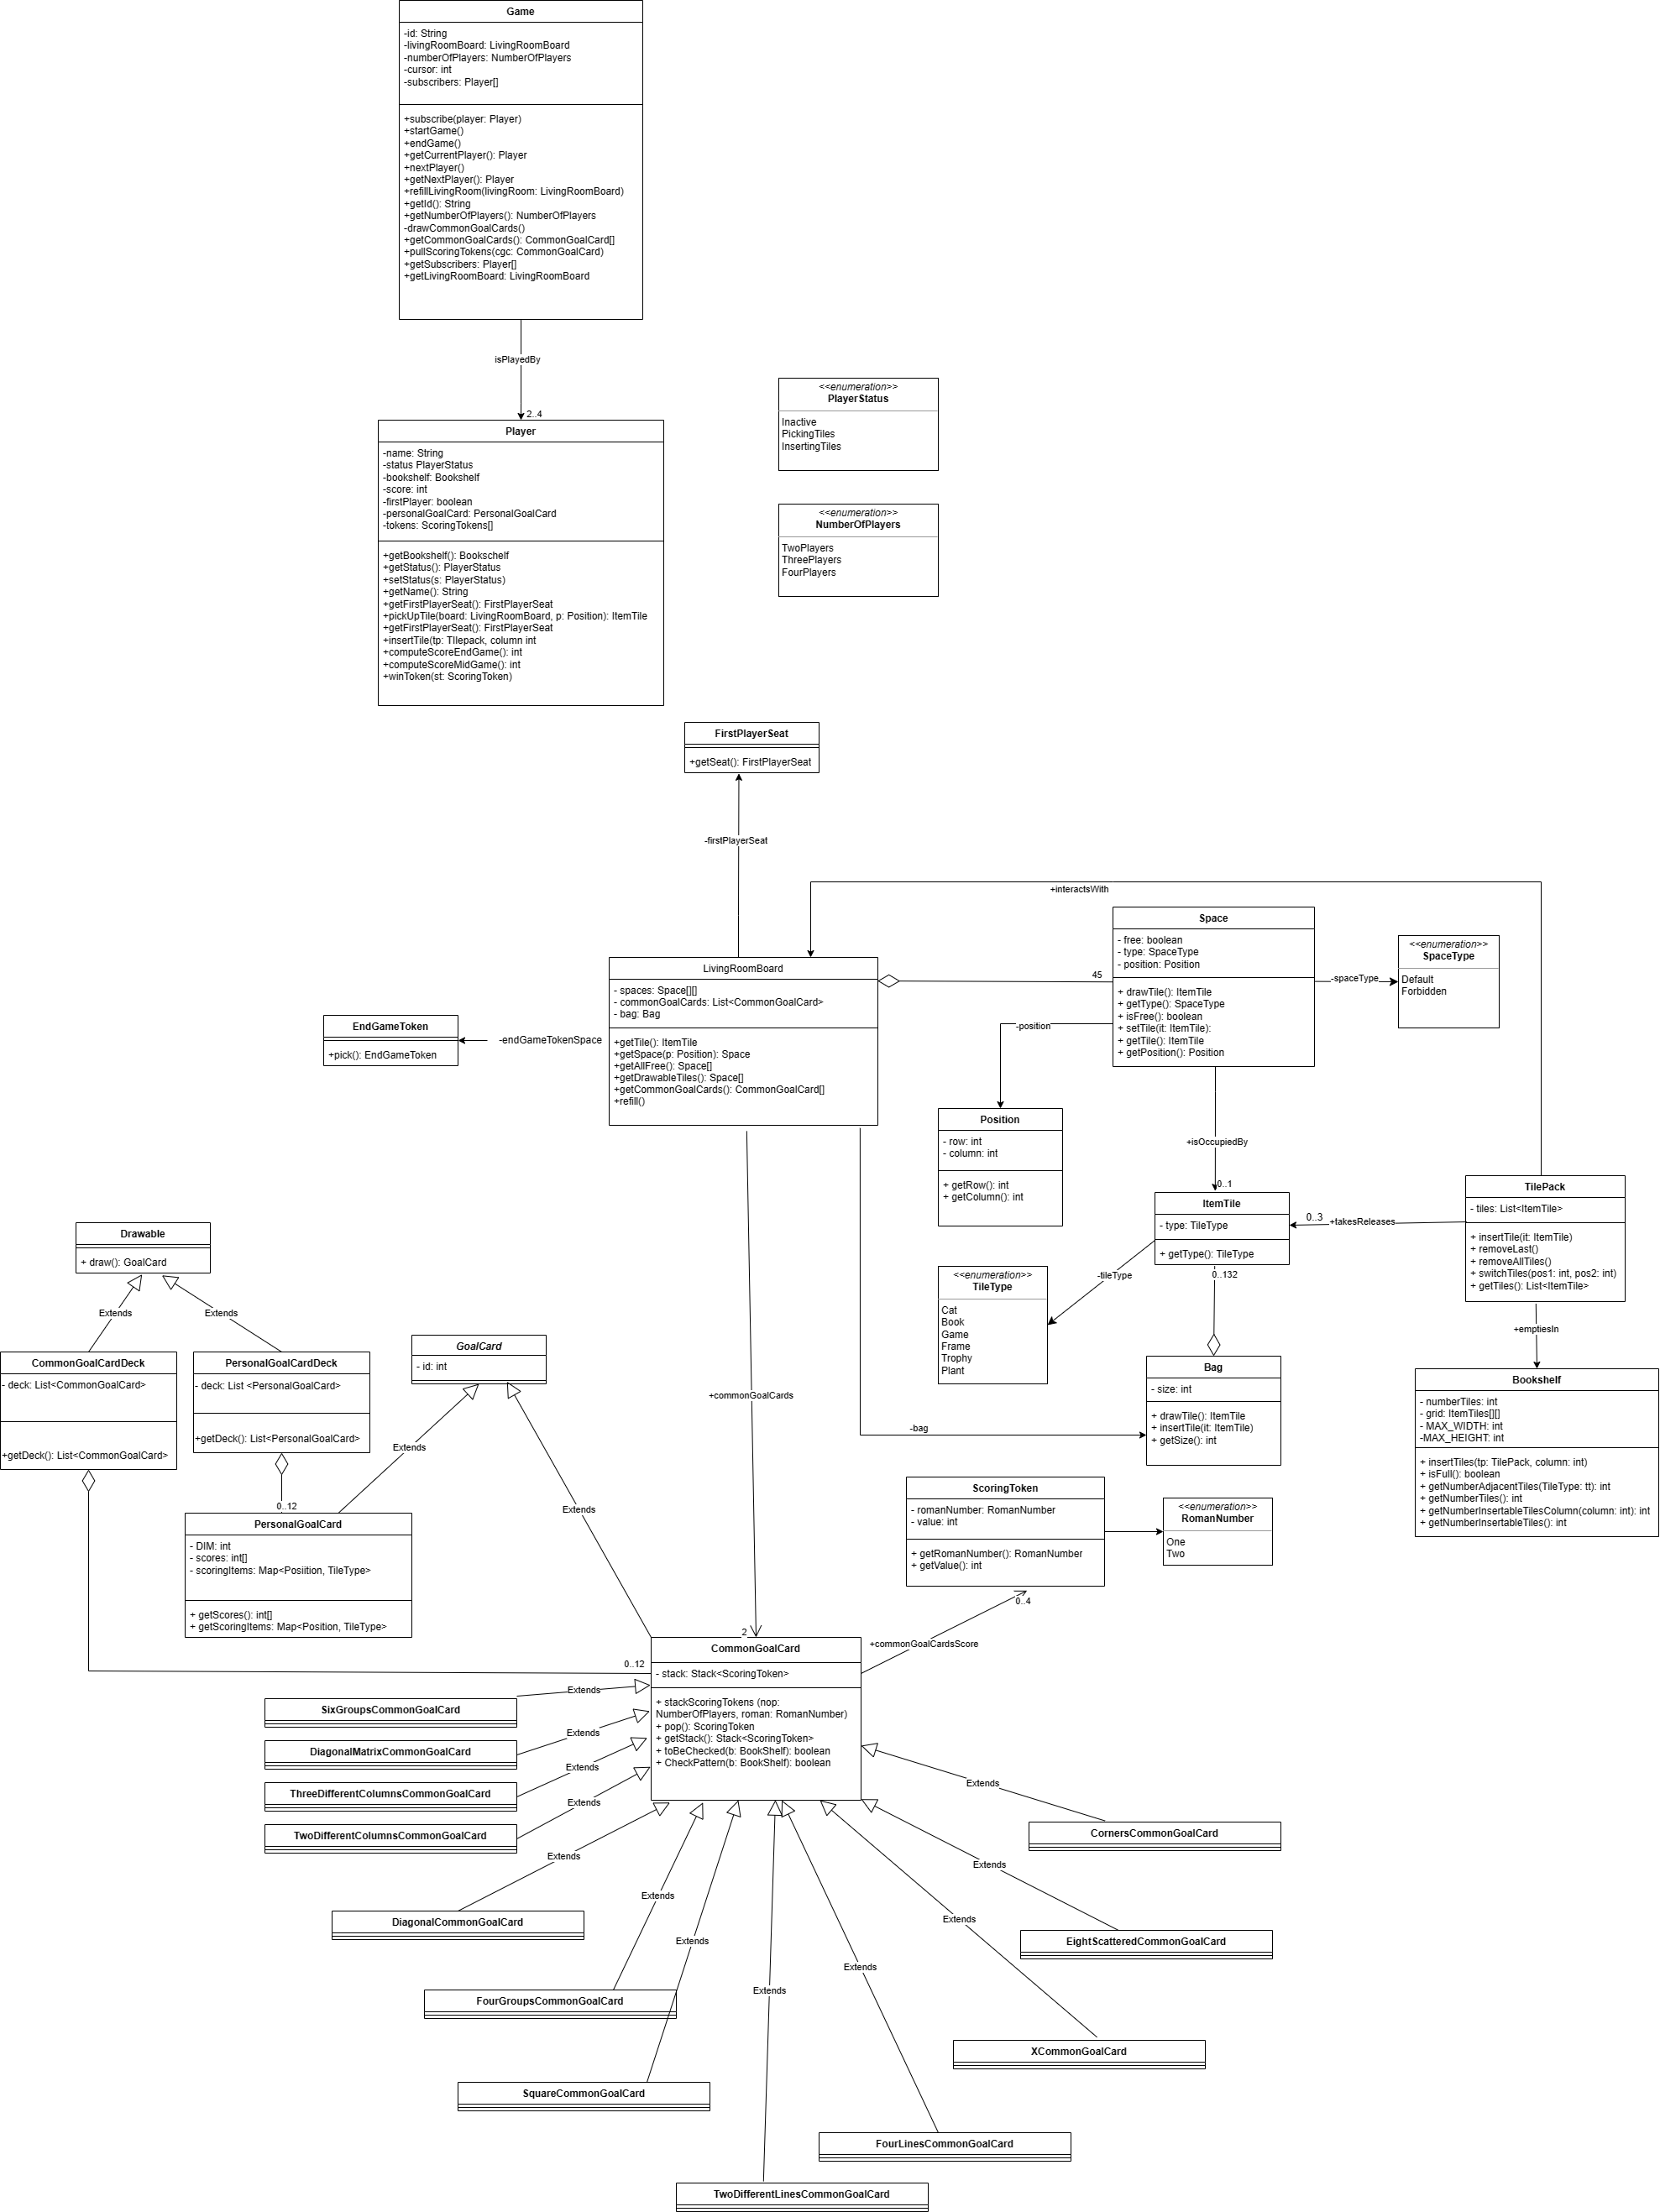 Game
-id: String
-livingRoomBoard: LivingRoomBoard
-numberOfPlayers: NumberOfPlayers
-cursor: int
-subscribers: Player[]
+subscribe(player: Player)
+startGame()
+endGame()
+getCurrentPlayer(): Player
+nextPlayer()
+getNextPlayer(): Player
+refillLivingRoom(livingRoom: LivingRoomBoard)
+getId(): String
+getNumberOfPlayers(): NumberOfPlayers
-drawCommonGoalCards()
+getCommonGoalCards(): CommonGoalCard[]
+pullScoringTokens(cgc: CommonGoalCard)
+getSubscribers: Player[]
+getLivingRoomBoard: LivingRoomBoard
isPlayedBy
2..4
Player
-name: String
-status PlayerStatus
-bookshelf: Bookshelf
-score: int
-firstPlayer: boolean
-personalGoalCard: PersonalGoalCard
-tokens: ScoringTokens[]
+getBookshelf(): Bookschelf
+getStatus(): PlayerStatus
+setStatus(s: PlayerStatus)
+getName(): String
+getFirstPlayerSeat(): FirstPlayerSeat
+pickUpTile(board: LivingRoomBoard, p: Position): ItemTile
+getFirstPlayerSeat(): FirstPlayerSeat
+insertTile(tp: TIlepack, column int
+computeScoreEndGame(): int
+computeScoreMidGame(): int
+winToken(st: ScoringToken)
<<enumeration>>
PlayerStatus
Inactive
PickingTiles
InsertingTiles
<<enumeration>>
NumberOfPlayers
TwoPlayers
ThreePlayers
FourPlayers
FirstPlayerSeat
+getSeat(): FirstPlayerSeat
-firstPlayerSeat
+interactsWith
LivingRoomBoard
- spaces: Space[][]
- commonGoalCards: List<CommonGoalCard>
- bag: Bag
+getTile(): ItemTile
+getSpace(p: Position): Space
+getAllFree(): Space[]
+getDrawableTiles(): Space[]
+getCommonGoalCards(): CommonGoalCard[]
+refill()
45
Space
- free: boolean
- type: SpaceType
- position: Position
+ drawTile(): ItemTile
+ getType(): SpaceType
+ isFree(): boolean
+ setTile(it: ItemTile):
+ getTile(): ItemTile
+ getPosition(): Position
-spaceType
<<enumeration>>
SpaceType
Default
Forbidden
EndGameToken
+pick(): EndGameToken
-endGameTokenSpace
-position
Position
- row: int
- column: int
+ getRow(): int
+ getColumn(): int
+isOccupiedBy
0..1
ItemTile
- type: TileType
+ getType(): TileType
0..3
+takesReleases
TilePack
- tiles: List<ItemTile>
+ insertTile(it: ItemTile)
+ removeLast()
+ removeAllTiles()
+ switchTiles(pos1: int, pos2: int)
+ getTiles(): List<ItemTile>
+emptiesIn
-tileType
0..132
<<enumeration>>
TileType
Cat
Book
Game
Frame
Trophy
Plant
Bag
- size: int
+ drawTile(): ItemTile
+ insertTile(it: ItemTile)
+ getSize(): int
-bag
Bookshelf
- numberTiles: int
- grid: ItemTiles[][]
- MAX_WIDTH: int
-MAX_HEIGHT: int
+ insertTiles(tp: TilePack, column: int)
+ isFull(): boolean
+ getNumberAdjacentTiles(TileType: tt): int
+ getNumberTiles(): int
+ getNumberInsertableTilesColumn(column: int): int
+ getNumberInsertableTiles(): int
Drawable
+ draw(): GoalCard
Extends
Extends
CommonGoalCardDeck
- deck: List<CommonGoalCard>
+getDeck(): List<CommonGoalCard>
PersonalGoalCardDeck
- deck: List <PersonalGoalCard>
+getDeck(): List<PersonalGoalCard>
GoalCard
- id: int
Extends
0..12
PersonalGoalCard
- DIM: int
- scores: int[]
- scoringItems: Map<Posiition, TileType>
+ getScores(): int[]
+ getScoringItems: Map<Position, TileType>
Extends
+commonGoalCards
ScoringToken
- romanNumber: RomanNumber
- value: int
+ getRomanNumber(): RomanNumber
+ getValue(): int
<<enumeration>>
RomanNumber
One
Two
0..4
+commonGoalCardsScore
2
0..12
CommonGoalCard
- stack: Stack<ScoringToken>
+ stackScoringTokens (nop:
NumberOfPlayers, roman: RomanNumber)
+ pop(): ScoringToken
+ getStack(): Stack<ScoringToken>
+ toBeChecked(b: BookShelf): boolean
+ CheckPattern(b: BookShelf): boolean
Extends
SixGroupsCommonGoalCard
Extends
DiagonalMatrixCommonGoalCard
Extends
ThreeDifferentColumnsCommonGoalCard
Extends
TwoDifferentColumnsCommonGoalCard
Extends
DiagonalCommonGoalCard
Extends
FourGroupsCommonGoalCard
Extends
SquareCommonGoalCard
Extends
TwoDifferentLinesCommonGoalCard
Extends
FourLinesCommonGoalCard
Extends
XCommonGoalCard
Extends
EightScatteredCommonGoalCard
Extends
CornersCommonGoalCard